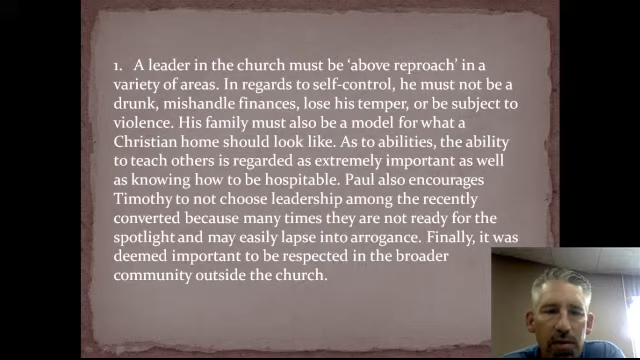 1. A leader in the church must be ‘above reproach’ in a
variety of areas. In regards to self-control, he must not be a
drunk, mishandle finances, lose his temper, or be subject to
violence. His family must also be a model for what a
Christian home should look like. As to abilities, the ability
to teach others is regarded as extremely important as well
as knowing how to be hospitable. Paul also encourages
Timothy to not choose leadership among the recently
converted because many times they are not ready for the
spotlight and may easily lapse into arrogance. Finally, it was
deemed important to be respected in the broader
community outside the church.